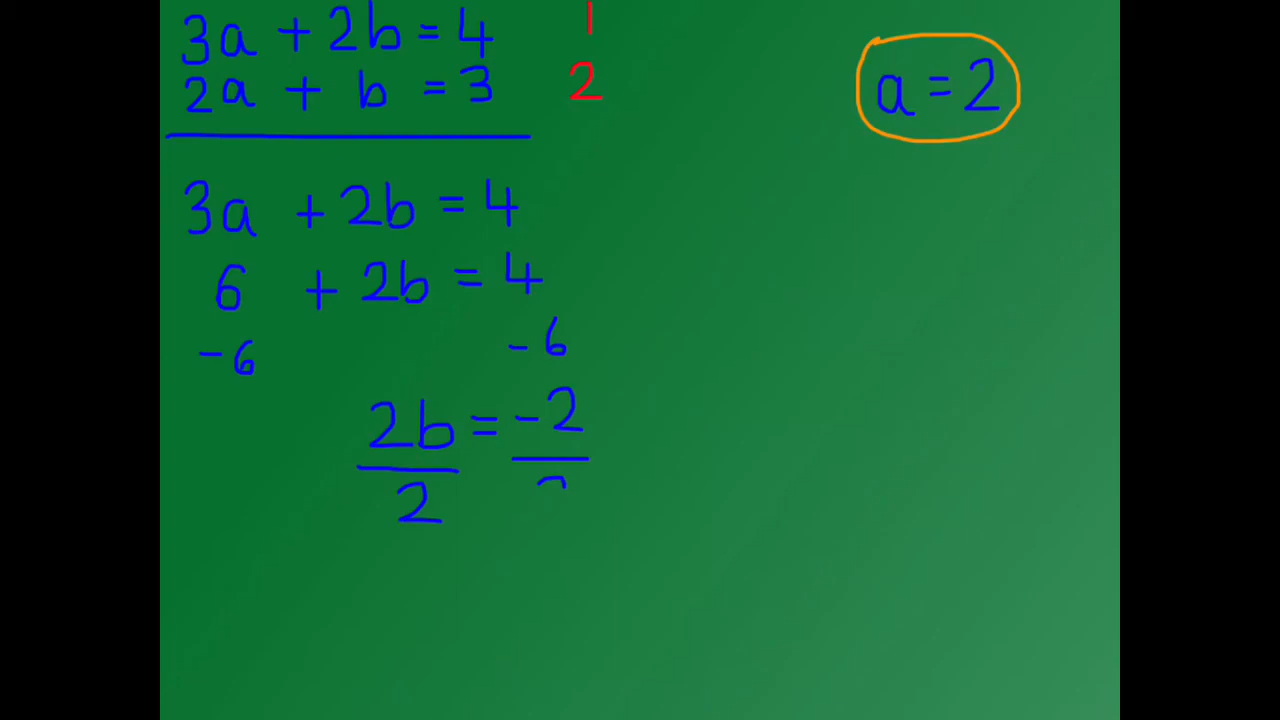 3a + 2b = 4 1
2a + b = 3 2
a = 2
3a + 2b = 4
6 + 2b = 4
-6 -6
2b = -2
2